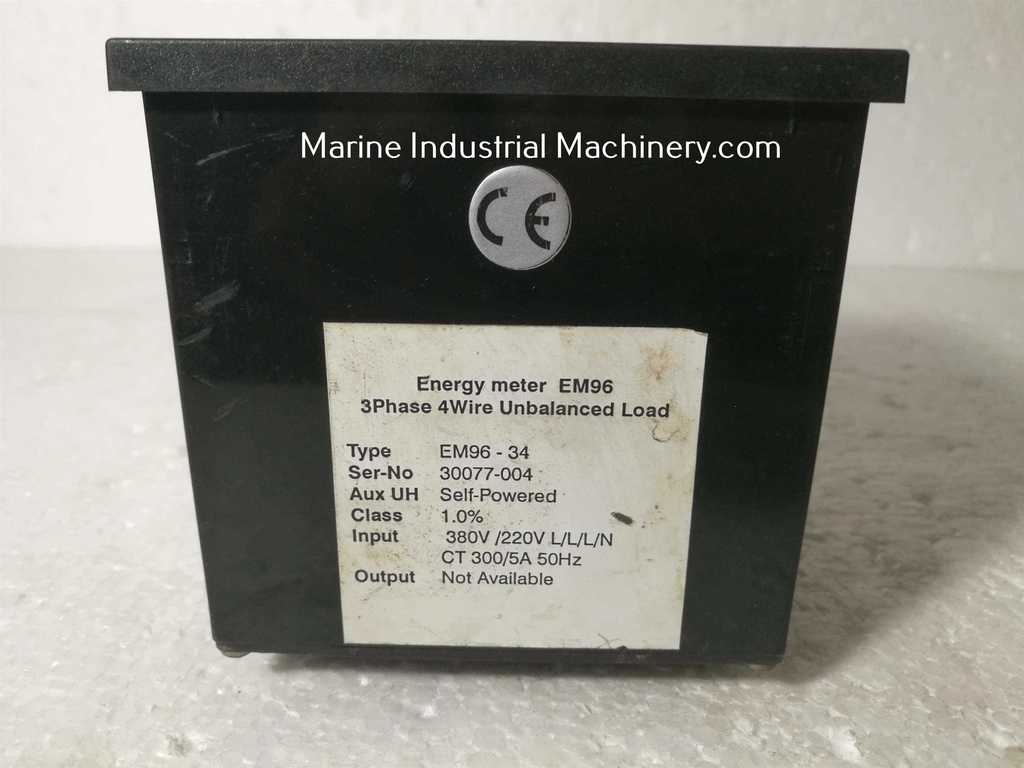 Marine Industrial Machinery.com
CE
Energy meter EM96
3Phase 4Wire Unbalanced Load
Type EM96 - 34
Ser-No 30077-004
Aux UH Self-Powered
Class 1.0%
Input 380V /220V L/L/L/N
CT 300/5A 50Hz
Output Not Available